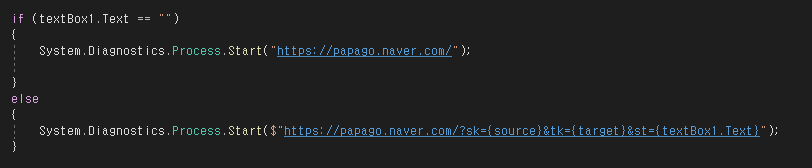 if (textBox1.Text == "")
{
    System.Diagnostics.Process.Start("https://papago.naver.com/");
}
else
{
    System.Diagnostics.Process.Start($"https://papago.naver.com/?sk={source}&tk={target}&st={textBox1.Text}");
}